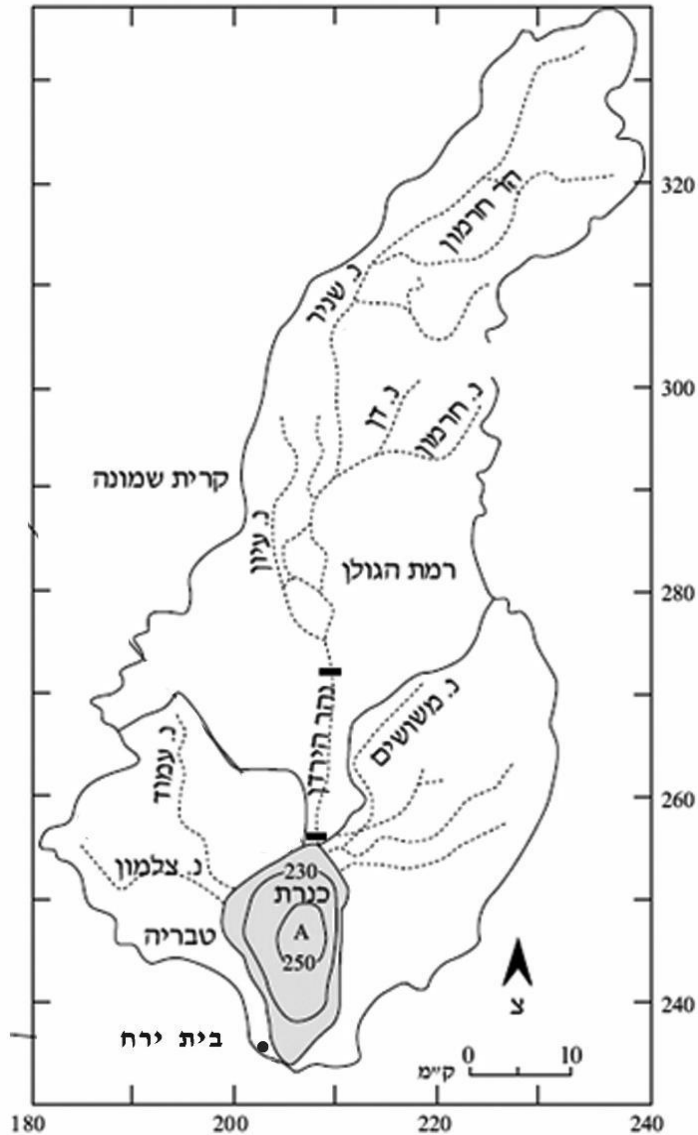 320
הר חרמון
נ. שניר
300
נ. דן
נ. חרמון
קרית שמונה
נ. עיון
רמת הגולן
280
נהר הירדן
נ. משושים
נ. עמוד
260
נ. צלמון
230
כנרת
טבריה
A
250
צ
240
בית ירח
0 10
ק״מ
180 200 220 240